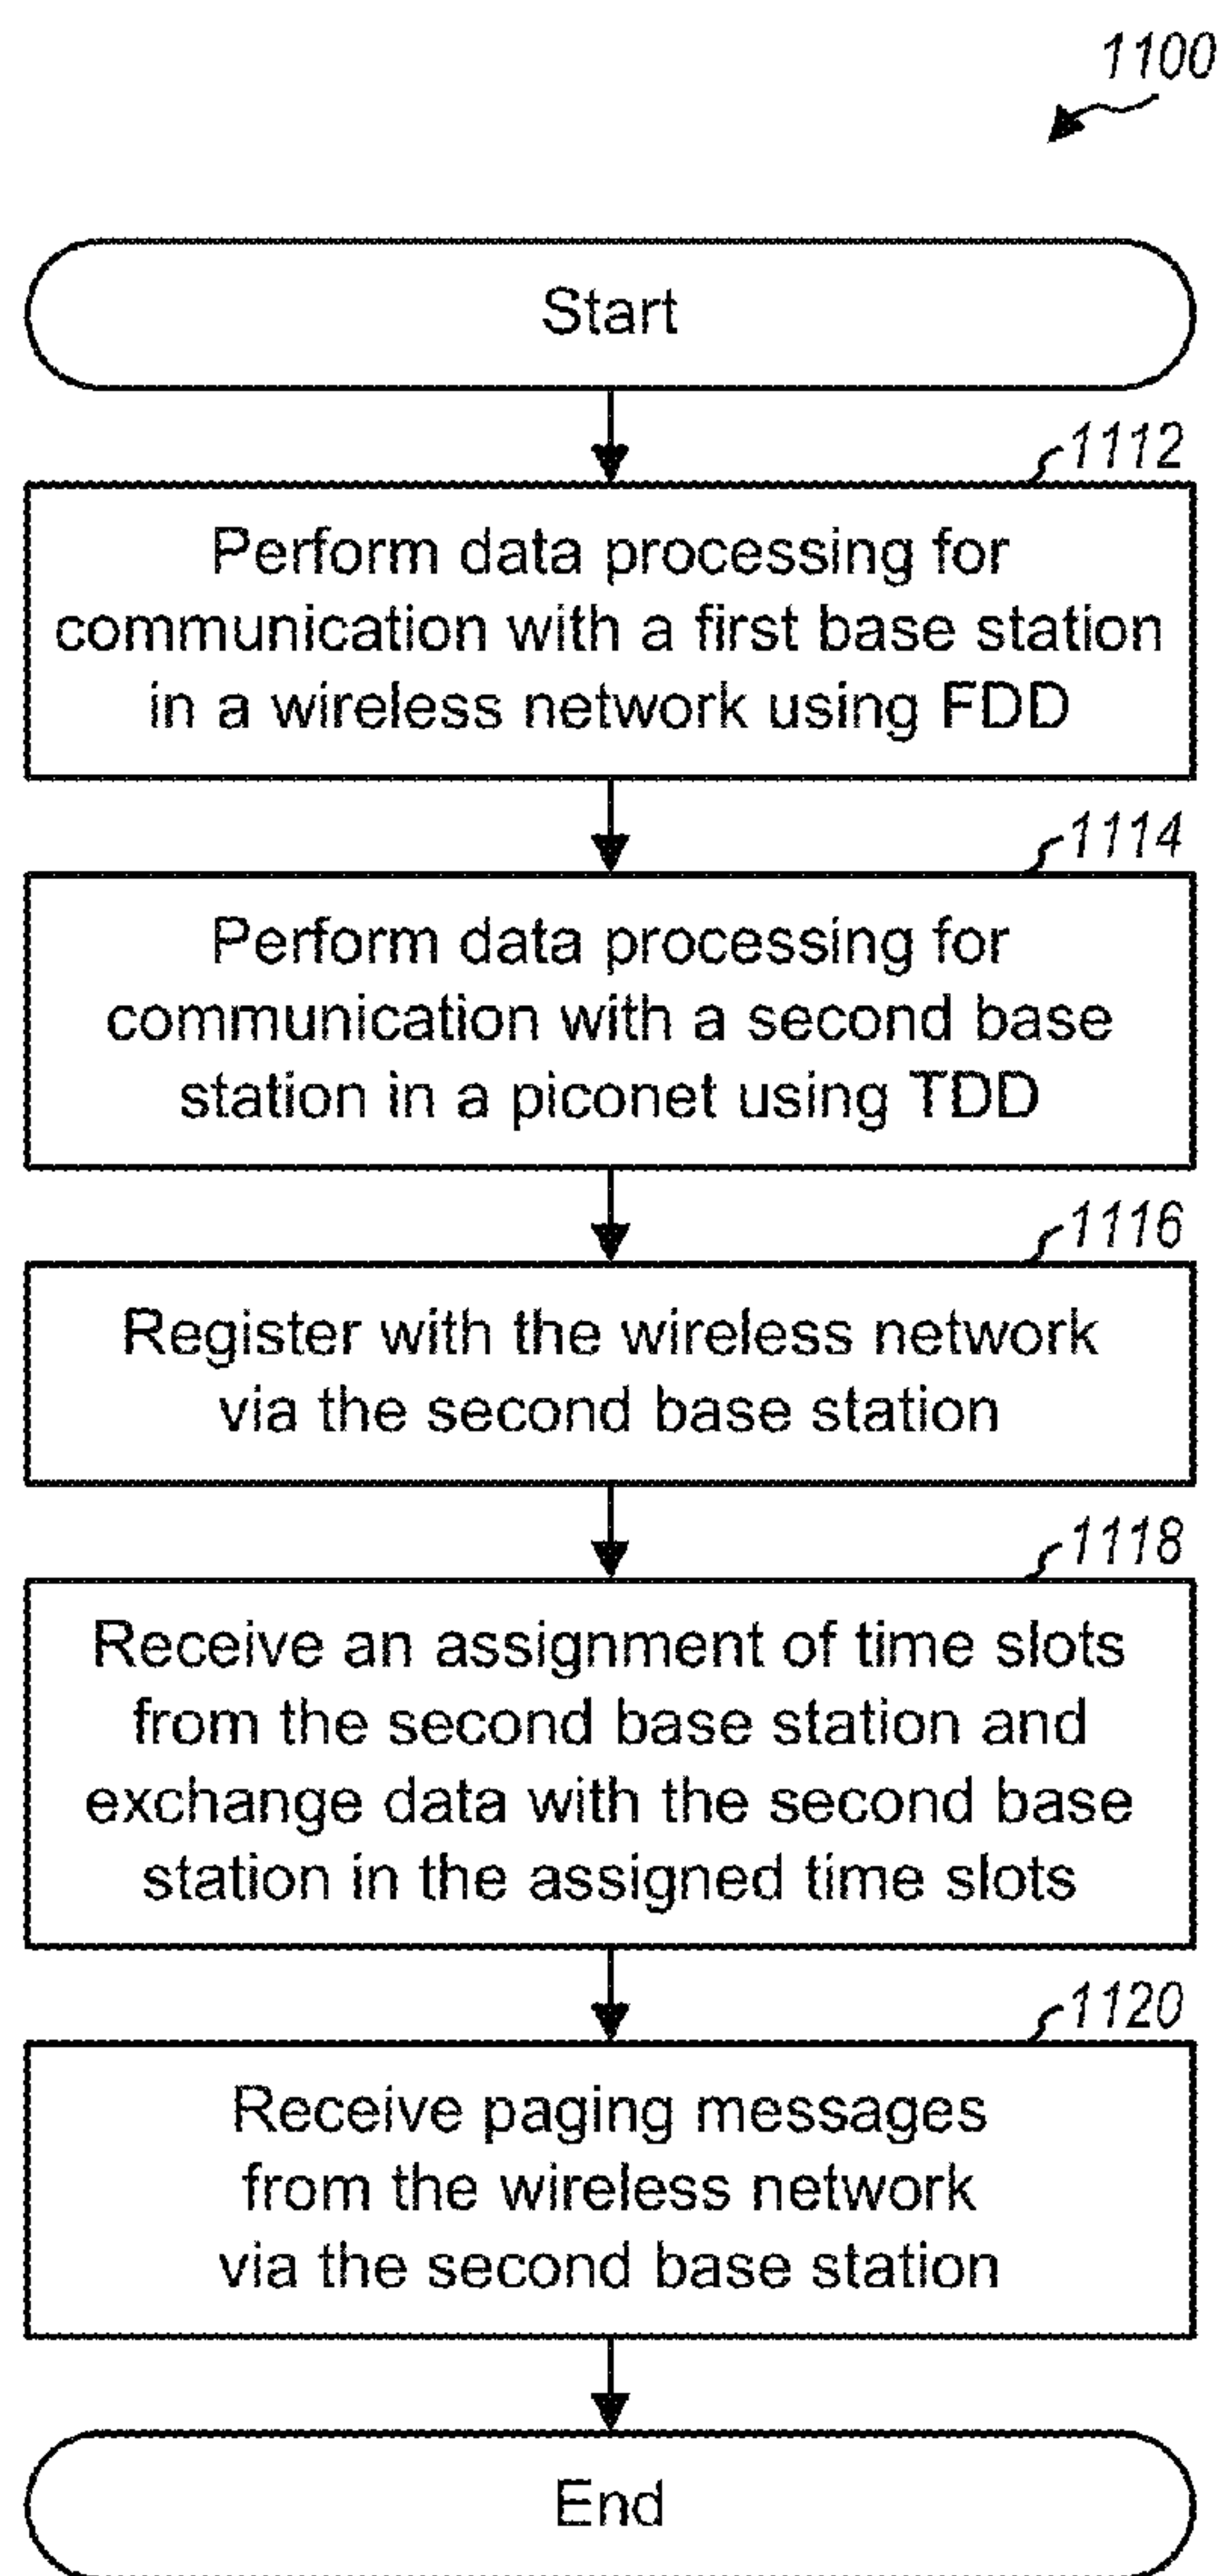 1100
Start
1112
Perform data processing for
communication with a first base station
in a wireless network using FDD
1114
Perform data processing for
communication with a second base
station in a piconet using TDD
1116
Register with the wireless network
via the second base station
1118
Receive an assignment of time slots
from the second base station and
exchange data with the second base
station in the assigned time slots
1120
Receive paging messages
from the wireless network
via the second base station
End